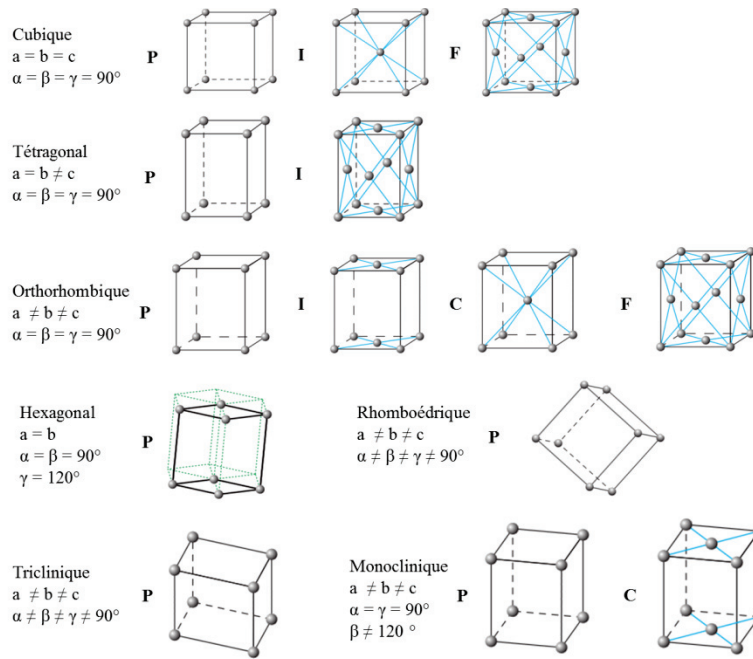 Cubique
a = b = c
α = β = γ = 90°
P
I
F
Tétragonal
a = b ≠ c
α = β = γ = 90°
P
I
Orthorhombique
a ≠ b ≠ c
α = β = γ = 90°
P
I
C
F
Hexagonal
a = b
α = β = 90°
γ = 120°
P
Rhomboédrique
a ≠ b ≠ c
α ≠ β ≠ γ ≠ 90°
P
Triclinique
a ≠ b ≠ c
α ≠ β ≠ γ ≠ 90°
P
Monoclinique
a ≠ b ≠ c
α = γ = 90°
β ≠ 120 °
P
C